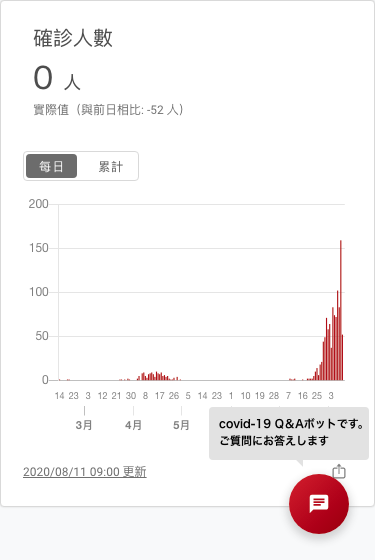 確診人數
0 人
實際值（與前日相比: -52 人）
每日 累計
200
150
100
50
0
14 23 3 12 21 30 8 17 26 5 14 23 1 10 19 28 7 16 25 3
3月 4月 5月
covid-19 Q&Aボットです。
ご質問にお答えします
2020/08/11 09:00 更新